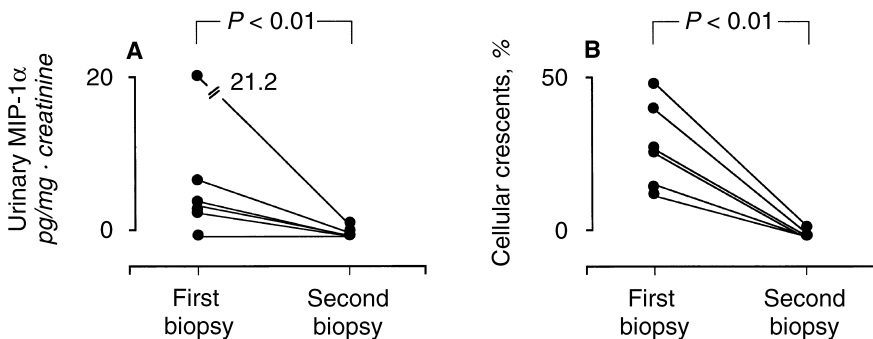 A
P < 0.01
Urinary MIP-1α
pg/mg · creatinine
20
0
21.2
First
biopsy
Second
biopsy
B
P < 0.01
Cellular crescents, %
50
0
First
biopsy
Second
biopsy